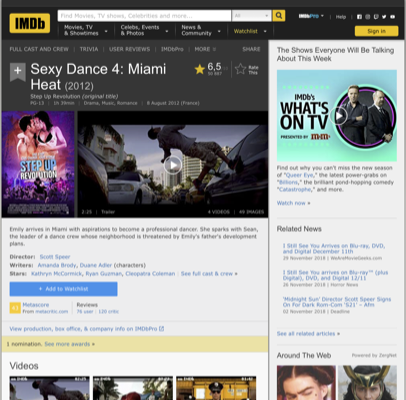 IMDb
Find Movies, TV shows, Celebrities and more...
All
IMDbPro
Help
Movies, TV & Showtimes
Celebs, Events & Photos
News & Community
Watchlist
Sign in
FULL CAST AND CREW | TRIVIA | USER REVIEWS | IMDbPro | MORE
SHARE
Sexy Dance 4: Miami Heat (2012)
Step Up Revolution (original title)
PG-13 | 1h 39min | Drama, Music, Romance | 8 August 2012 (France)
6,5
Rate This
STEP UP REVOLUTION
2:25 | Trailer
4 VIDEOS | 49 IMAGES
Emily arrives in Miami with aspirations to become a professional dancer. She sparks with Sean,
the leader of a dance crew whose neighborhood is threatened by Emily's father's development
plans.
Director: Scott Speer
Writers: Amanda Brody, Duane Adler (characters)
Stars: Kathryn McCormick, Ryan Guzman, Cleopatra Coleman | See full cast & crew »
+ Add to Watchlist
Metascore
From metacritic.com
Reviews
76 user | 120 critic
View production, box office, & company info on IMDbPro
1 nomination. See more awards »
Videos
The Shows Everyone Will Be Talking
About This Week
IMDb's
WHAT'S
ON TV
PRESENTED BY
Find out why you can't miss the new season
of "Queer Eye," the latest power-grabs on
"Billions," the brilliant pond-hopping comedy
"Catastrophe," and more.
Watch now »
Related News
I Still See You Arrives on Blu-ray, DVD,
and Digital December 11th
29 November 2018 | WeAreMovieGeeks.com
I Still See You arrives on Blu-ray™ (plus
Digital), DVD, and Digital 12/11
26 November 2018 | Horror News
'Midnight Sun' Director Scott Speer Signs
On For Dark Rom-Com 'S21' – Afm
02 November 2018 | Deadline
See all related articles »
Around The Web
Powered by ZergNet